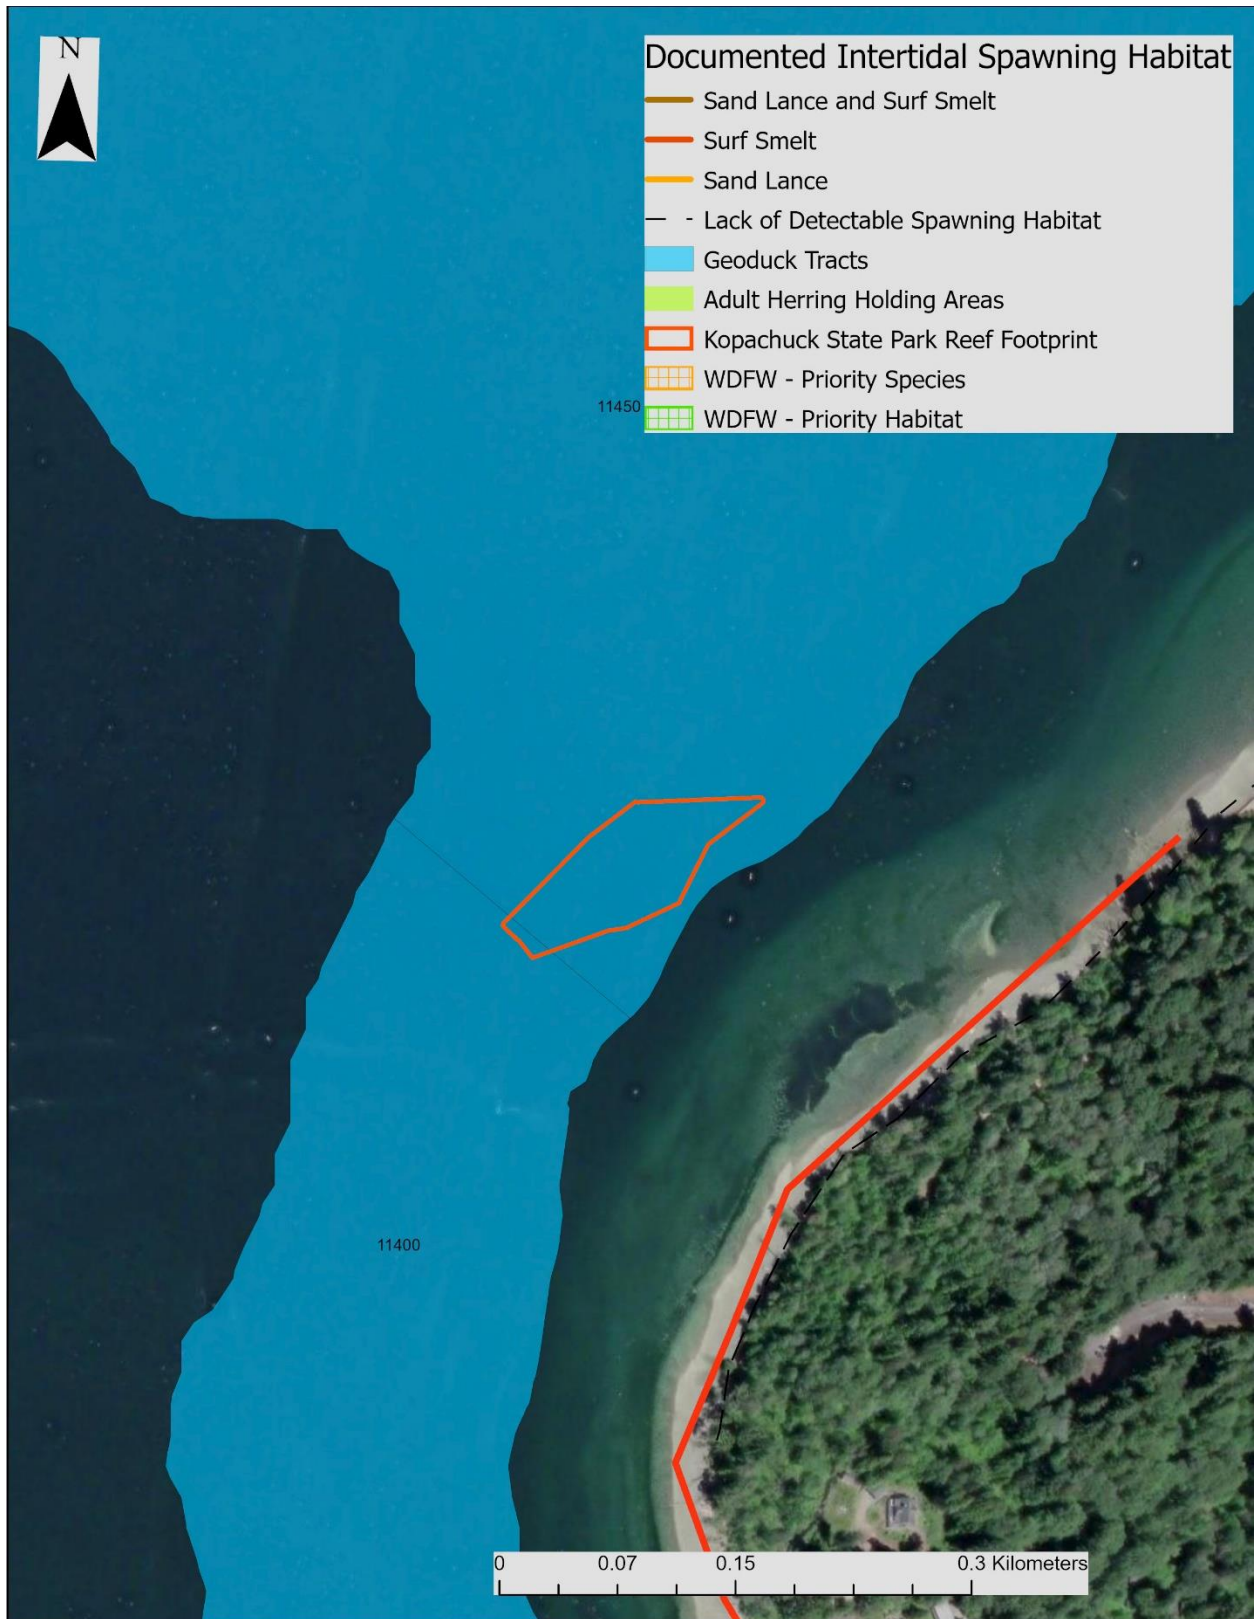 N
Documented Intertidal Spawning Habitat
Sand Lance and Surf Smelt
Surf Smelt
Sand Lance
Lack of Detectable Spawning Habitat
Geoduck Tracts
Adult Herring Holding Areas
Kopachuck State Park Reef Footprint
WDFW - Priority Species
WDFW - Priority Habitat
11450
11400
0 0.07 0.15 0.3 Kilometers